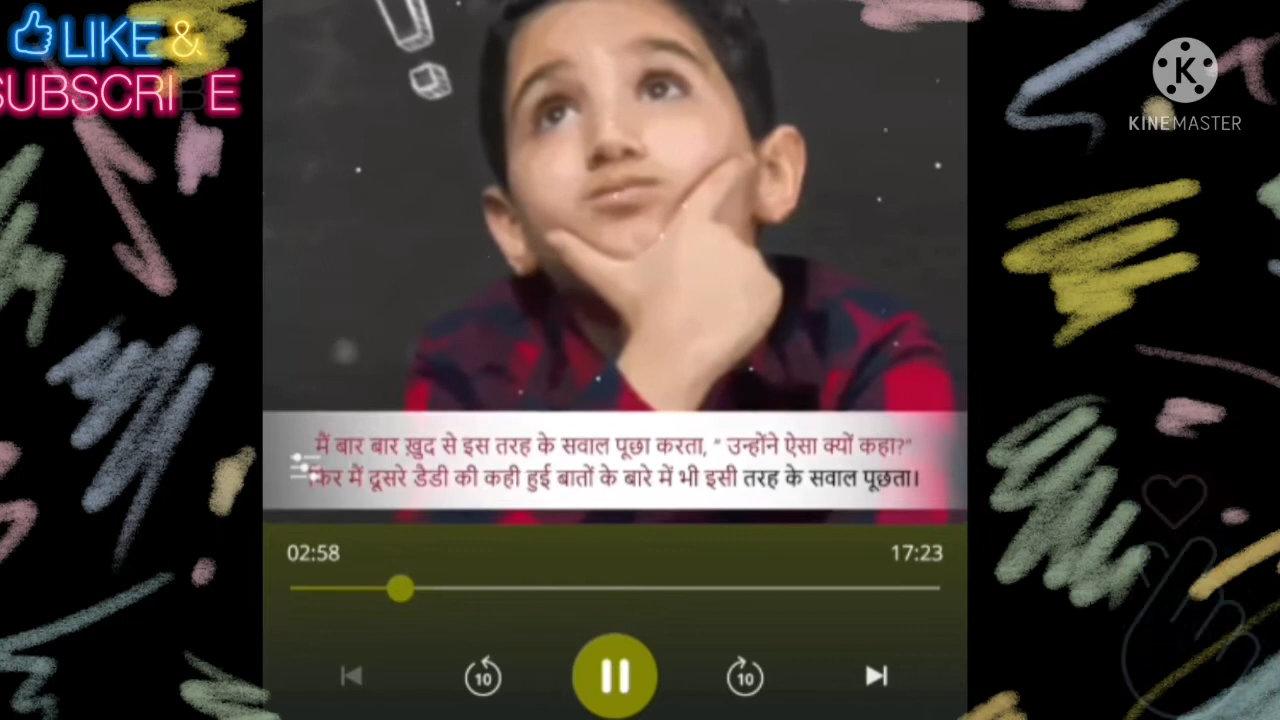 LIKE &
SUBSCRIBE
KINEMASTER
मैं बार बार ख़ुद से इस तरह के सवाल पूछा करता, " उन्होंने ऐसा क्यों कहा?"
फिर मैं दूसरे डैडी की कही हुई बातों के बारे में भी इसी तरह के सवाल पूछता।
02:58
17:23
10
10